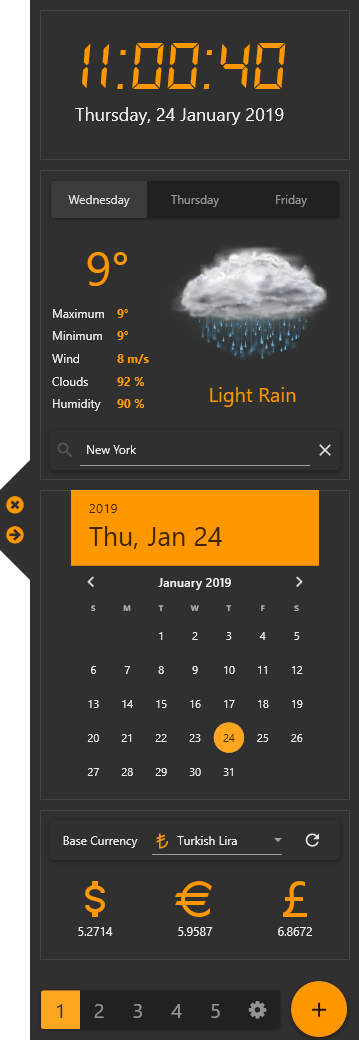 11:00:40
Thursday, 24 January 2019
Wednesday Thursday Friday
9°
Maximum 9°
Minimum 9°
Wind 8 m/s
Clouds 92 %
Humidity 90 %
Light Rain
New York
2019
Thu, Jan 24
January 2019
S M T W T F S
1 2 3 4 5
6 7 8 9 10 11 12
13 14 15 16 17 18 19
20 21 22 23 24 25 26
27 28 29 30 31
Base Currency ₺ Turkish Lira
$ € £
5.2714 5.9587 6.8672
1 2 3 4 5